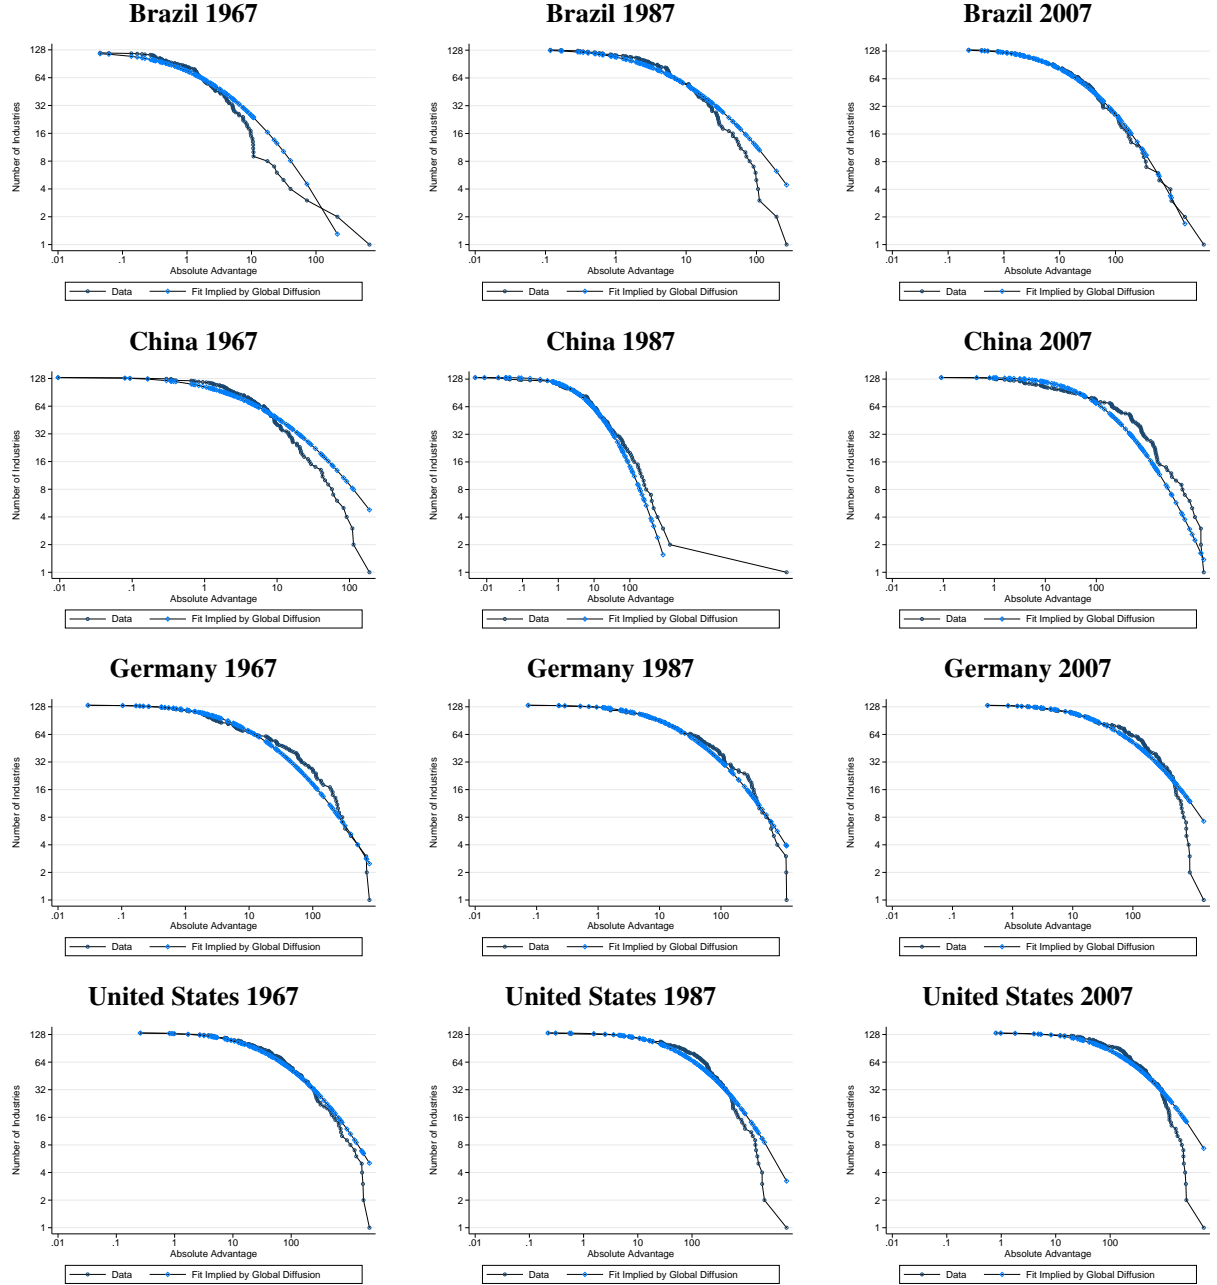 Brazil 1967
128
64
32
16
8
4
2
1
Number of Industries
.01 .1 1 10 100
Absolute Advantage
Data Fit Implied by Global Diffusion
Brazil 1987
128
64
32
16
8
4
2
1
Number of Industries
.01 .1 1 10 100
Absolute Advantage
Data Fit Implied by Global Diffusion
Brazil 2007
128
64
32
16
8
4
2
1
Number of Industries
.01 .1 1 10 100
Absolute Advantage
Data Fit Implied by Global Diffusion
China 1967
128
64
32
16
8
4
2
1
Number of Industries
.01 .1 1 10 100
Absolute Advantage
Data Fit Implied by Global Diffusion
China 1987
128
64
32
16
8
4
2
1
Number of Industries
.01 .1 1 10 100
Absolute Advantage
Data Fit Implied by Global Diffusion
China 2007
128
64
32
16
8
4
2
1
Number of Industries
.01 .1 1 10 100
Absolute Advantage
Data Fit Implied by Global Diffusion
Germany 1967
128
64
32
16
8
4
2
1
Number of Industries
.01 .1 1 10 100
Absolute Advantage
Data Fit Implied by Global Diffusion
Germany 1987
128
64
32
16
8
4
2
1
Number of Industries
.01 .1 1 10 100
Absolute Advantage
Data Fit Implied by Global Diffusion
Germany 2007
128
64
32
16
8
4
2
1
Number of Industries
.01 .1 1 10 100
Absolute Advantage
Data Fit Implied by Global Diffusion
United States 1967
128
64
32
16
8
4
2
1
Number of Industries
.01 .1 1 10 100
Absolute Advantage
Data Fit Implied by Global Diffusion
United States 1987
128
64
32
16
8
4
2
1
Number of Industries
.01 .1 1 10 100
Absolute Advantage
Data Fit Implied by Global Diffusion
United States 2007
128
64
32
16
8
4
2
1
Number of Industries
.01 .1 1 10 100
Absolute Advantage
Data Fit Implied by Global Diffusion